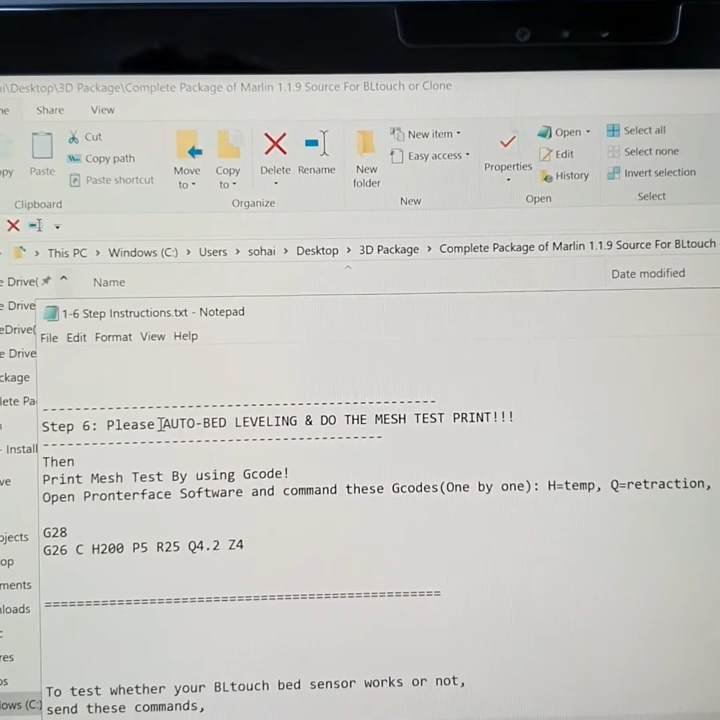 \Desktop\3D Package\Complete Package of Marlin 1.1.9 Source For BLtouch or Clone
Share View
Cut
Copy path
Paste shortcut
Paste
Move to
Copy to
Delete
Rename
New folder
New item
Easy access
Properties
Open
Edit
History
Select all
Select none
Invert selection
Clipboard Organize New Open Select
This PC > Windows (C:) > Users > sohai > Desktop > 3D Package > Complete Package of Marlin 1.1.9 Source For BLtouch
Name Date modified
1-6 Step Instructions.txt - Notepad
File Edit Format View Help
-------------------------------------------------
Step 6: Please AUTO-BED LEVELING & DO THE MESH TEST PRINT!!!
------------------------------------------
Then
Print Mesh Test By using Gcode!
Open Pronterface Software and command these Gcodes(One by one): H=temp, Q=retraction,
G28
G26 C H200 P5 R25 Q4.2 Z4
=================================================
To test whether your BLtouch bed sensor works or not,
send these commands,